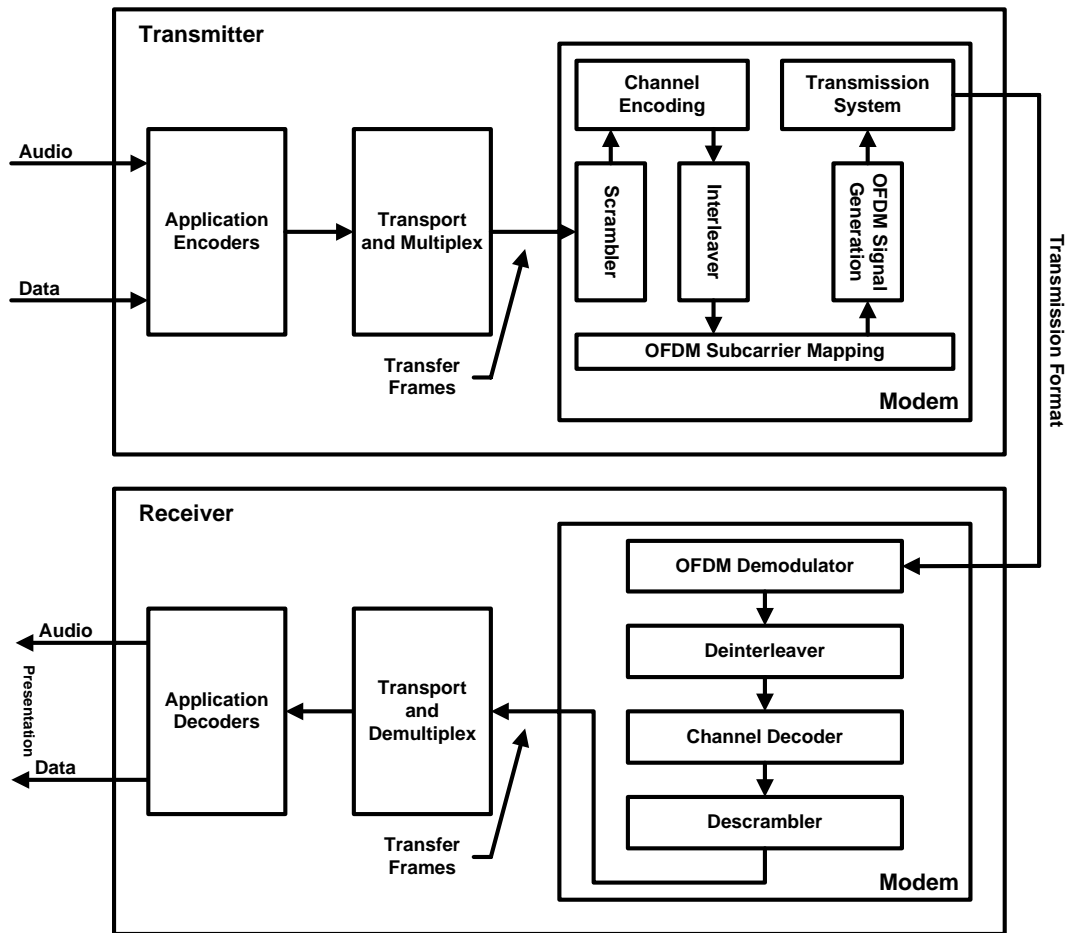 Transmitter
Audio
Data
Application
Encoders
Transport
and Multiplex
Transfer
Frames
Channel
Encoding
Transmission
System
Scrambler
Interleaver
OFDM Signal
Generation
OFDM Subcarrier Mapping
Modem
Transmission Format
Receiver
OFDM Demodulator
Deinterleaver
Channel Decoder
Descrambler
Modem
Transport
and
Demultiplex
Transfer
Frames
Application
Decoders
Audio
Presentation
Data